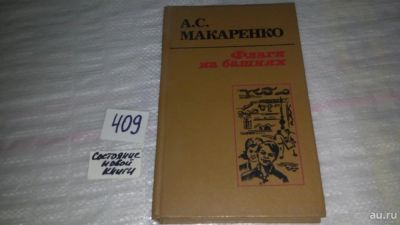 А.С.
МАКАРЕНКО
Флаги
на башнях
409
Состояние
новой
книги
au.ru